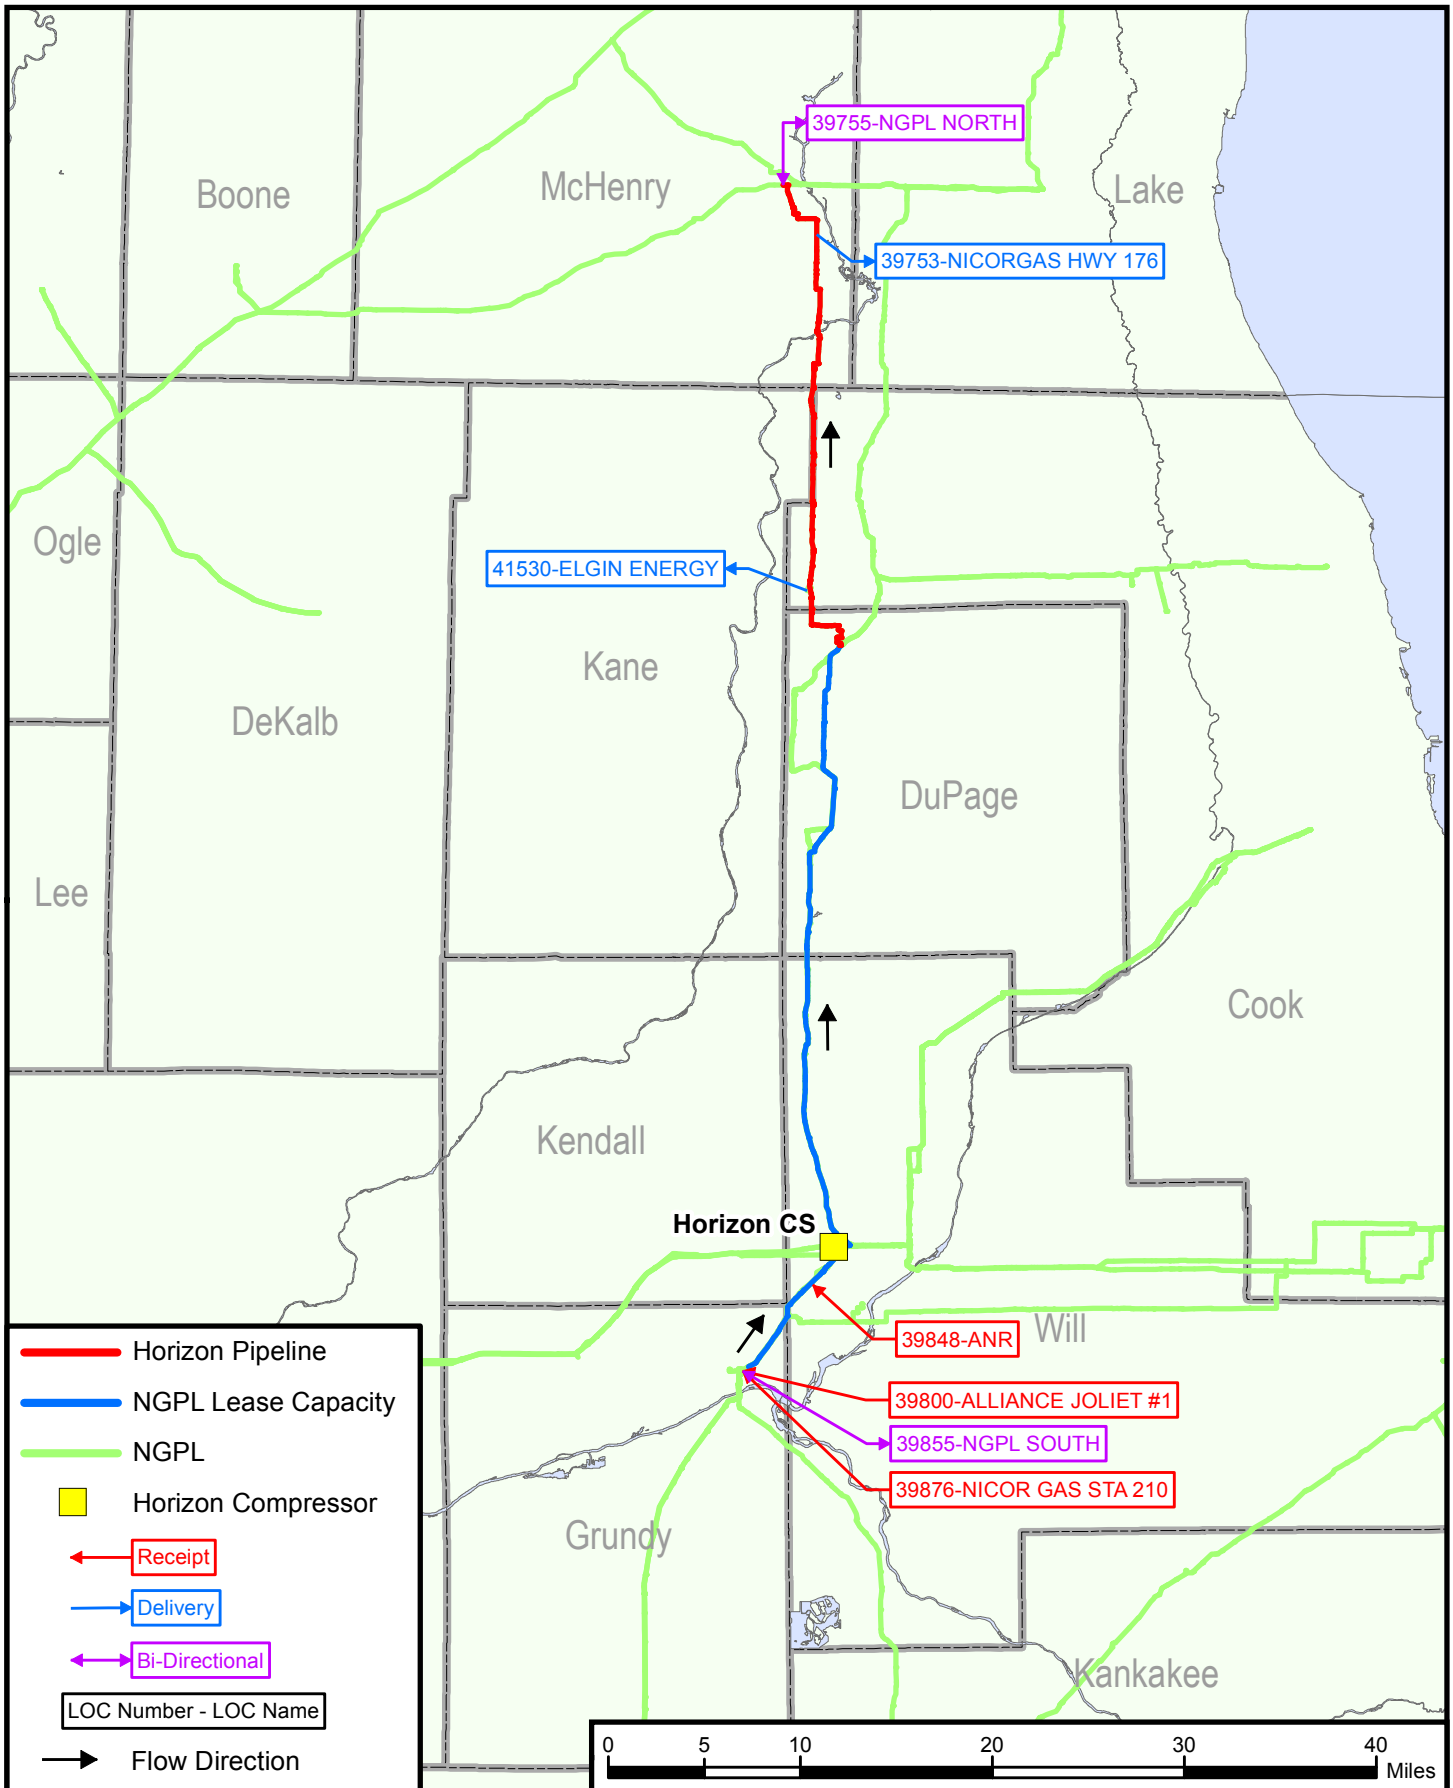 39755-NGPL NORTH
Boone
McHenry
Lake
39753-NICORGAS HWY 176
Ogle
41530-ELGIN ENERGY
Kane
DeKalb
DuPage
Lee
Cook
Kendall
Horizon CS
Will
39848-ANR
39800-ALLIANCE JOLIET #1
39855-NGPL SOUTH
39876-NICOR GAS STA 210
Grundy
Kankakee
Horizon Pipeline
NGPL Lease Capacity
NGPL
Horizon Compressor
Receipt
Delivery
Bi-Directional
LOC Number - LOC Name
Flow Direction
0 5 10 20 30 40
Miles